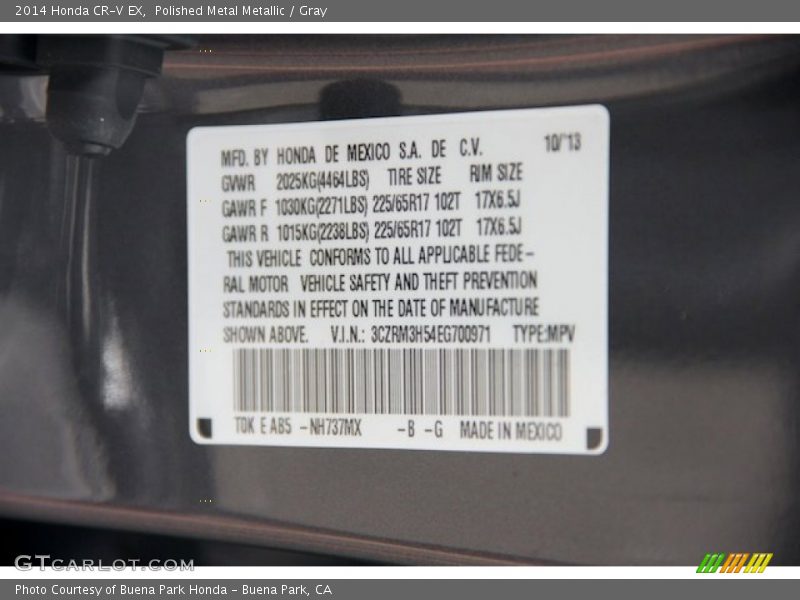 2014 Honda CR-V EX, Polished Metal Metallic / Gray
MFD. BY HONDA DE MEXICO S.A. DE C.V. 10/13
GVWR 2025KG(4464LBS) TIRE SIZE RIM SIZE
GAWR F 1030KG(2271LBS) 225/65R17 102T 17X6.5J
GAWR R 1015KG(2238LBS) 225/65R17 102T 17X6.5J
THIS VEHICLE CONFORMS TO ALL APPLICABLE FEDE-
RAL MOTOR VEHICLE SAFETY AND THEFT PREVENTION
STANDARDS IN EFFECT ON THE DATE OF MANUFACTURE
SHOWN ABOVE. V.I.N.: 3CZRM3H54EG700971 TYPE:MPV
T0K E AB5 -NH737MX -B -G MADE IN MEXICO
GTCARLOT.COM
Photo Courtesy of Buena Park Honda - Buena Park, CA